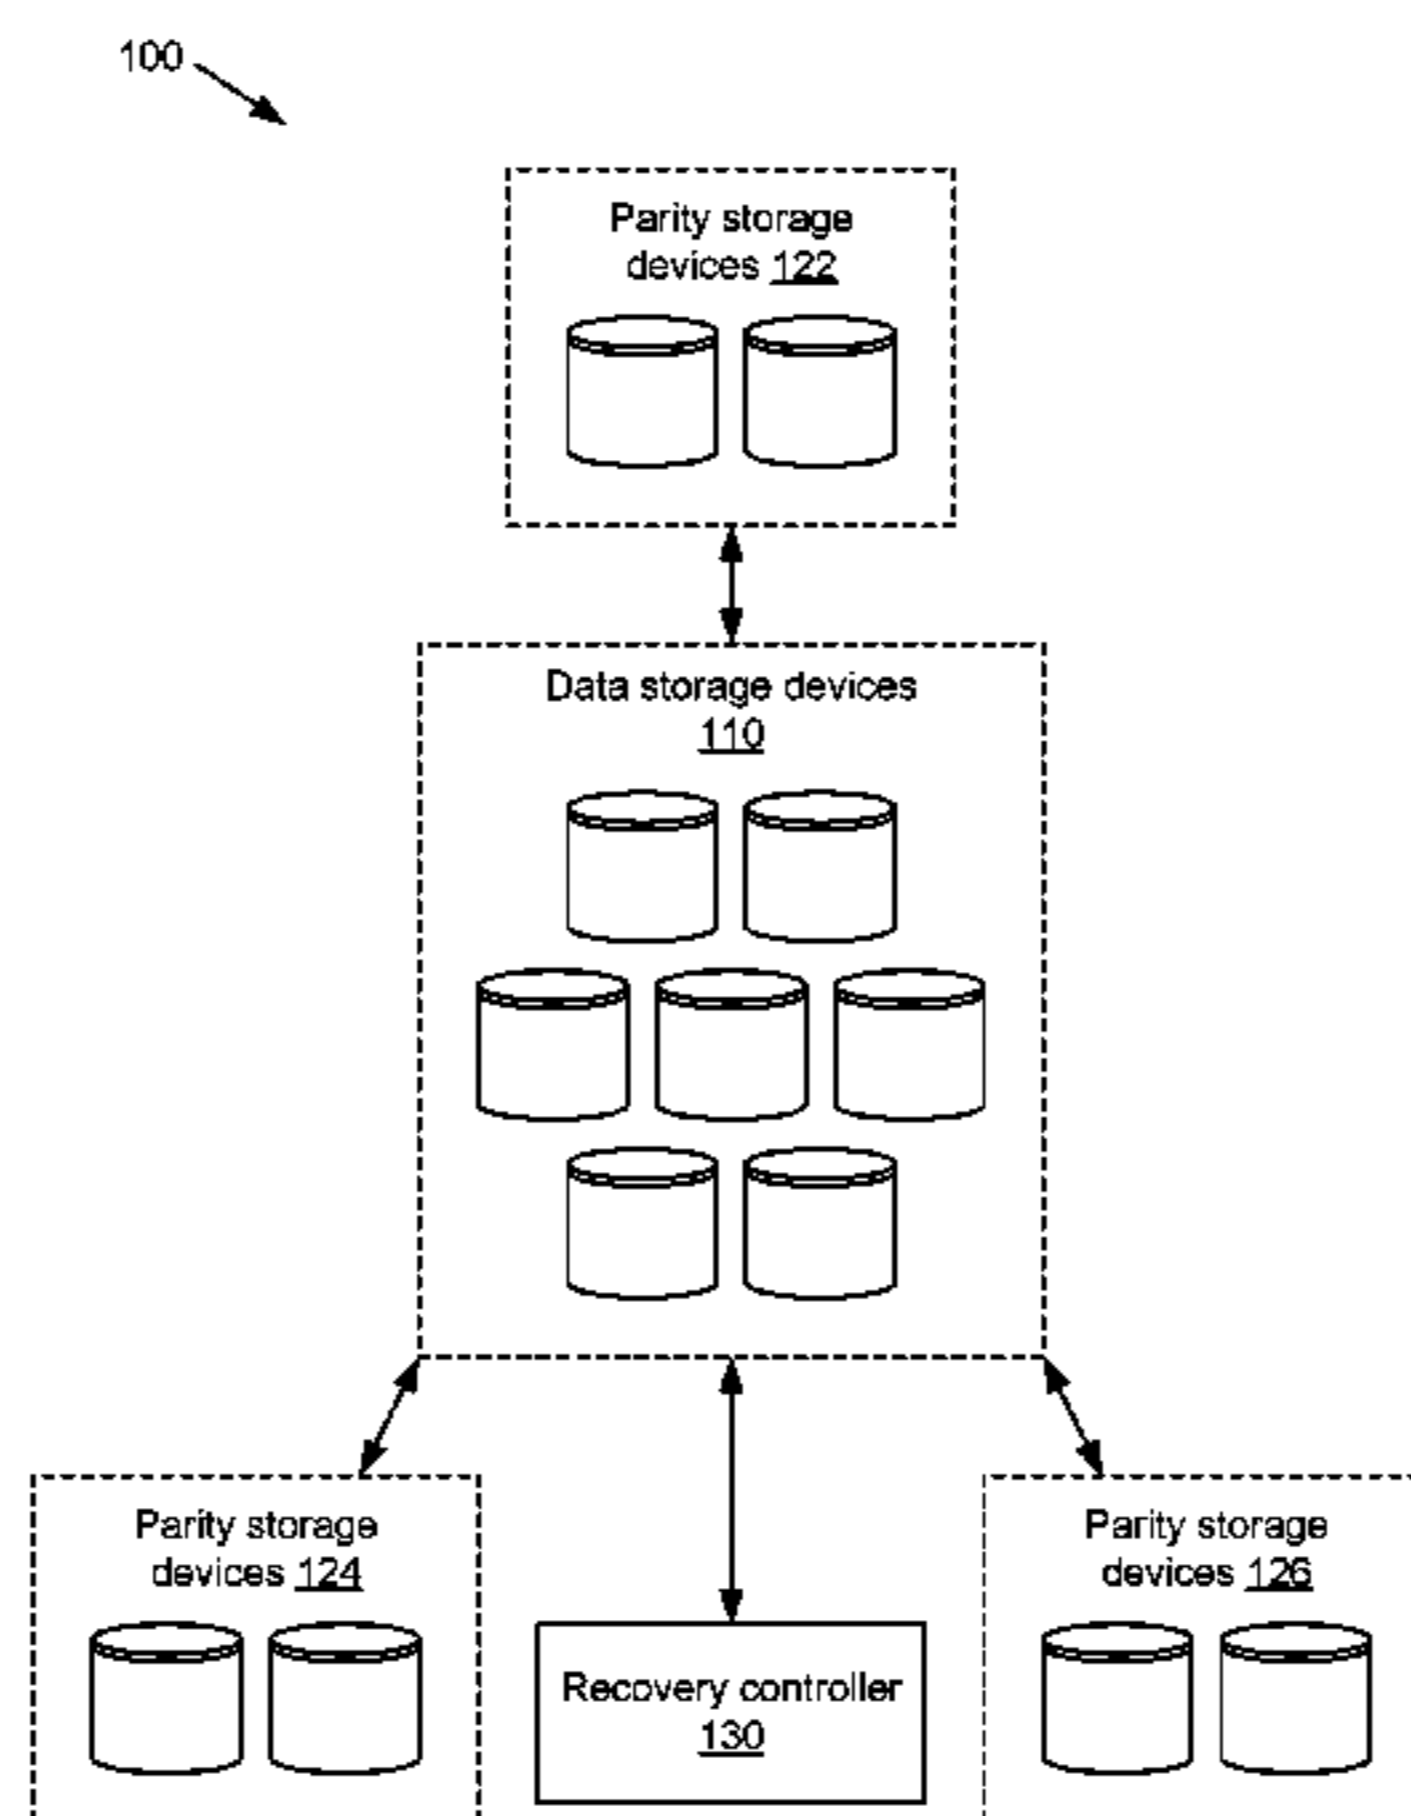 100
Parity storage
devices 122
Data storage devices
110
Parity storage
devices 124
Recovery controller
130
Parity storage
devices 126